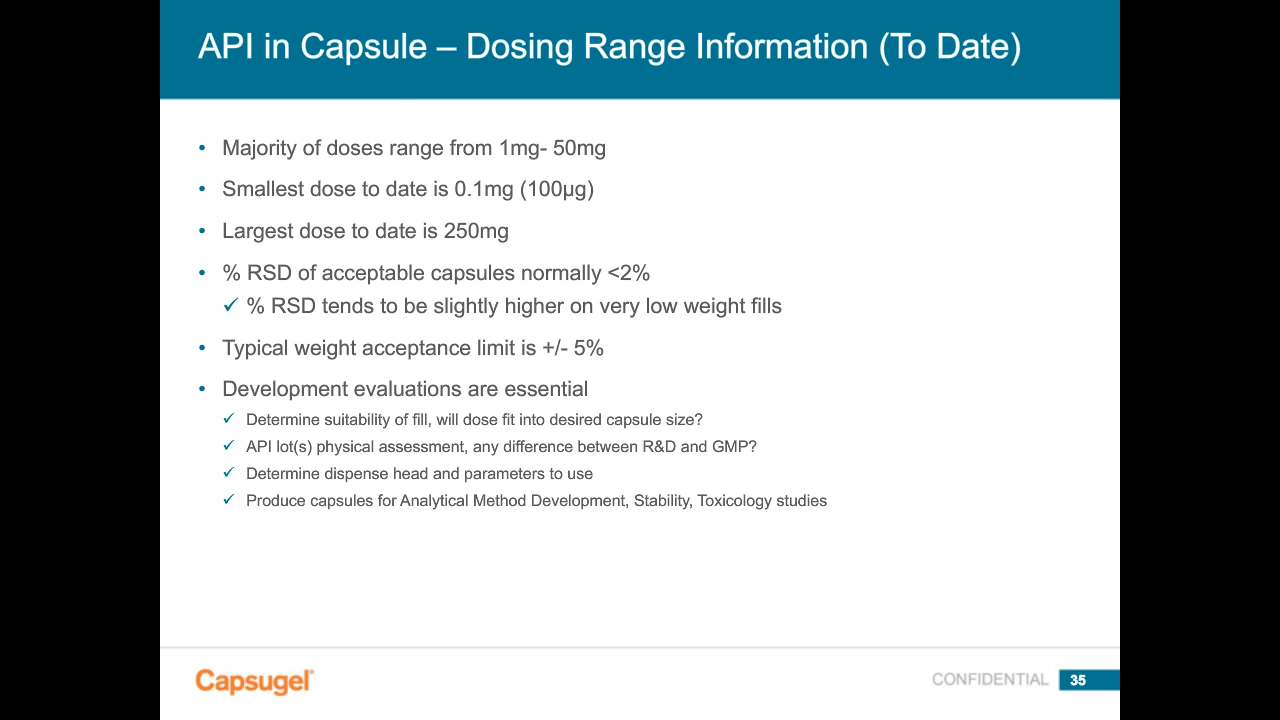 API in Capsule – Dosing Range Information (To Date)
• Majority of doses range from 1mg- 50mg
• Smallest dose to date is 0.1mg (100µg)
• Largest dose to date is 250mg
• % RSD of acceptable capsules normally <2%
✓ % RSD tends to be slightly higher on very low weight fills
• Typical weight acceptance limit is +/- 5%
• Development evaluations are essential
✓ Determine suitability of fill, will dose fit into desired capsule size?
✓ API lot(s) physical assessment, any difference between R&D and GMP?
✓ Determine dispense head and parameters to use
✓ Produce capsules for Analytical Method Development, Stability, Toxicology studies
Capsugel®
CONFIDENTIAL 35